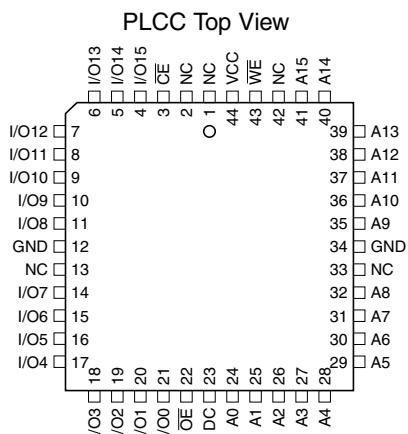 PLCC Top View
I/O13 I/O14 I/O15 C̅E̅ NC NC VCC W̅E̅ NC A15 A14
6 5 4 3 2 1 44 43 42 41 40
I/O12 7 39 A13
I/O11 8 38 A12
I/O10 9 37 A11
I/O9 10 36 A10
I/O8 11 35 A9
GND 12 34 GND
NC 13 33 NC
I/O7 14 32 A8
I/O6 15 31 A7
I/O5 16 30 A6
I/O4 17 29 A5
18 19 20 21 22 23 24 25 26 27 28
/O3 /O2 /O1 /O0 O̅E̅ DC A0 A1 A2 A3 A4